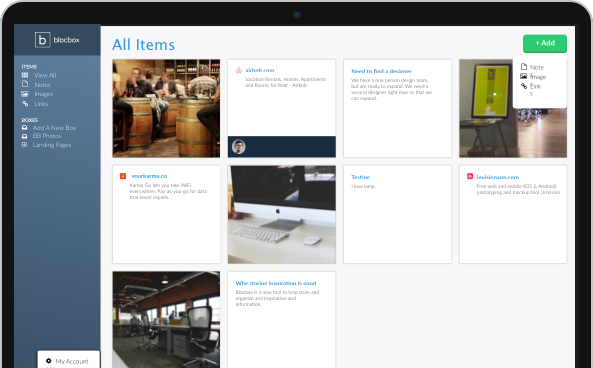 blocbox
All Items
+ Add
ITEMS
View All
Notes
Images
Links
BOXES
Add A New Box
BB Photos
Landing Pages
My Account
Note
Image
airbnb.com
Vacation Rentals, Homes, Apartments
and Rooms for Rent - Airbnb
Need to find a designer
We have a one person design team,
but are ready to expand. We need a
second designer right now so that we
can expand.
yourkarma.co
Karma Go lets you take WiFi
everywhere. Pay-as-you-go for data
that never expires.
Testing
I love lamp.
invisionapp.com
Free web and mobile (iOS & Android)
prototyping and mockup tool | InVision
Why storing inspiration is good
Blocbox is a new tool to help store and
organize and inspiration and
information.